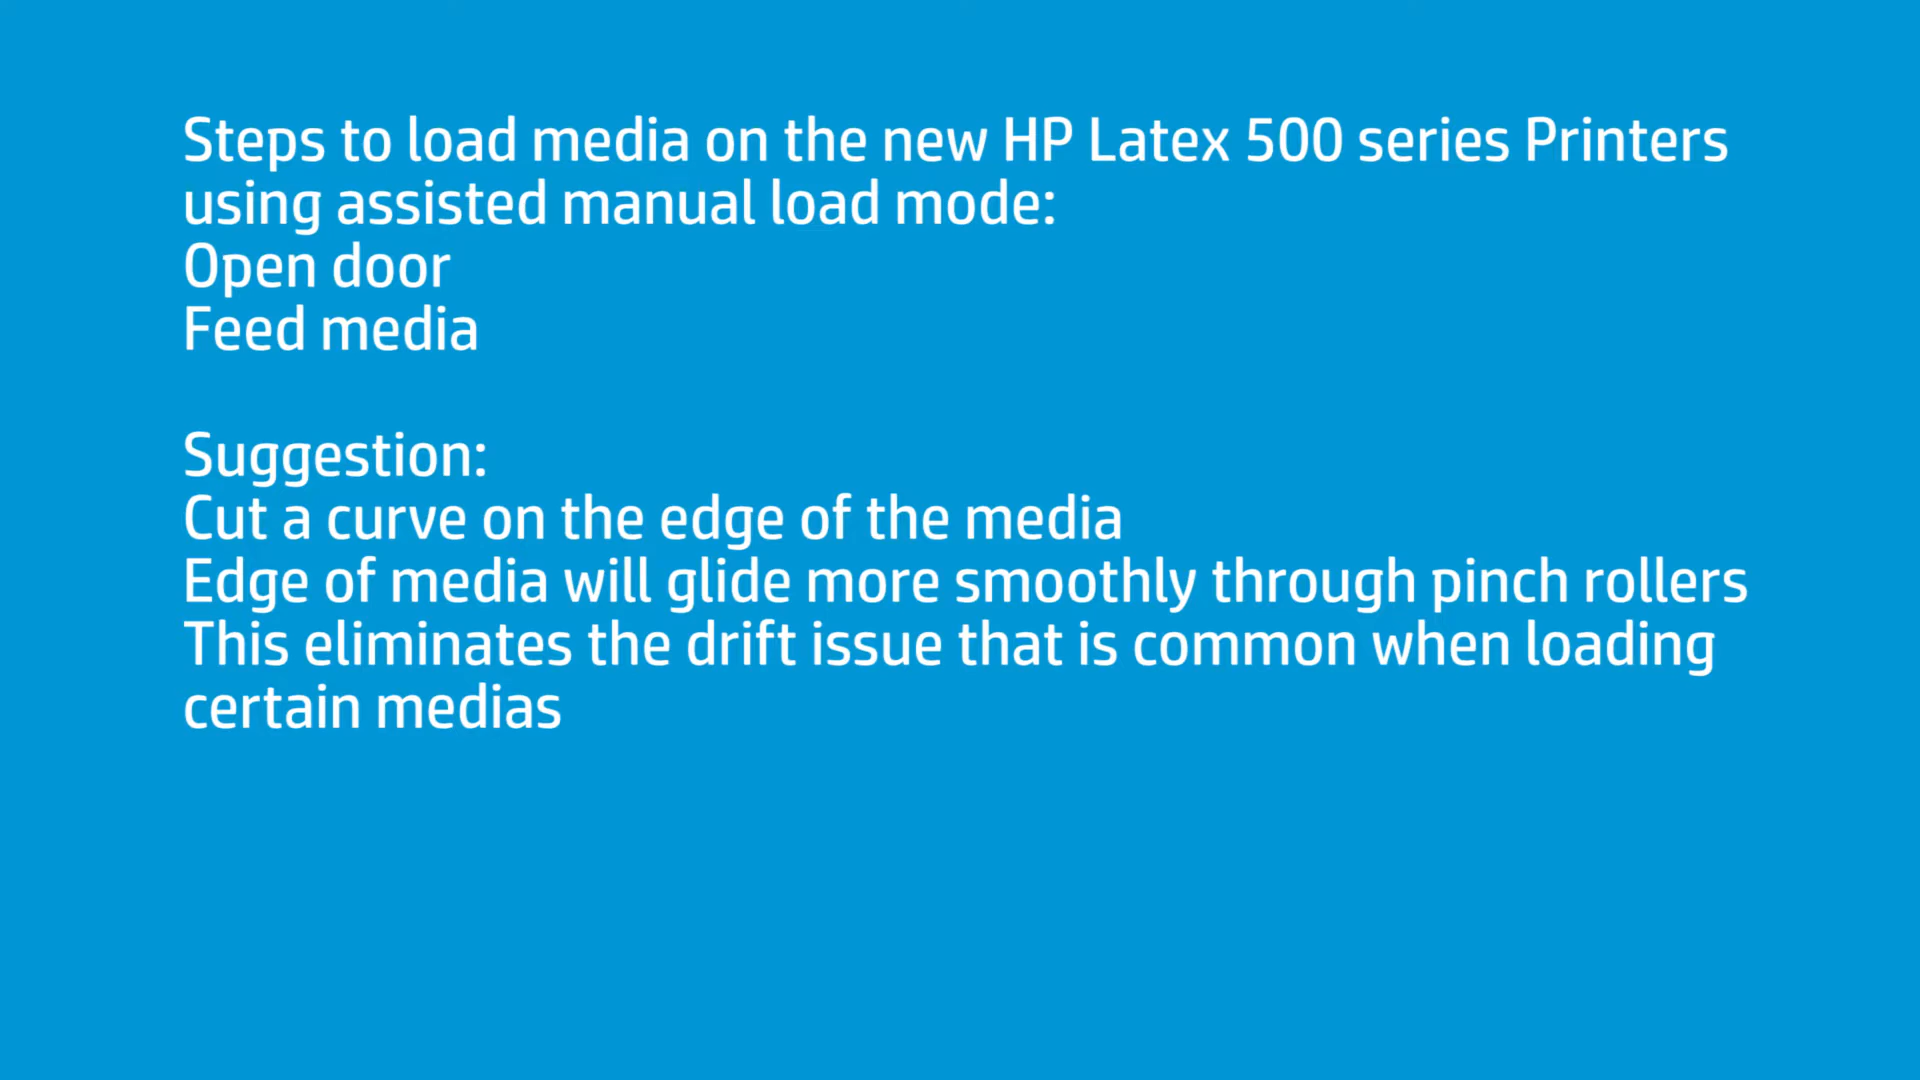 Steps to load media on the new HP Latex 500 series Printers
using assisted manual load mode:
Open door
Feed media
Suggestion:
Cut a curve on the edge of the media
Edge of media will glide more smoothly through pinch rollers
This eliminates the drift issue that is common when loading
certain medias